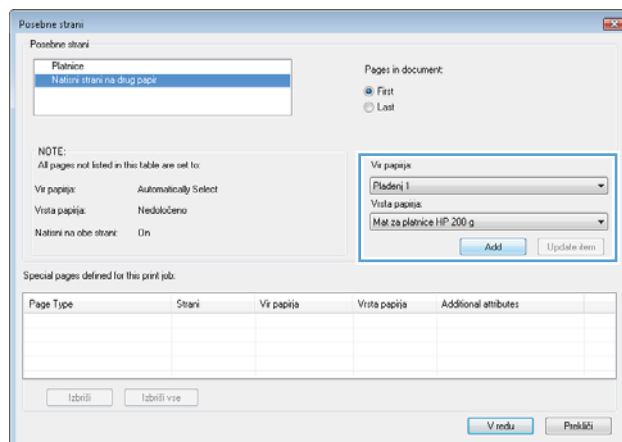 Posebne strani
Posebne strani
Platnice
Natisni strani na drug papir
Pages in document:
First
Last
NOTE:
All pages not listed in this table are set to:
Vir papirja: Automatically Select
Vrsta papirja: Nedoločeno
Natisni na obe strani: On
Vir papirja:
Pladenj 1
Vrsta papirja:
Mat za platnice HP 200 g
Add Update item
Special pages defined for this print job:
Page Type Strani Vir papirja Vrsta papirja Additional attributes
Izbriši Izbriši vse
V redu Prekliči